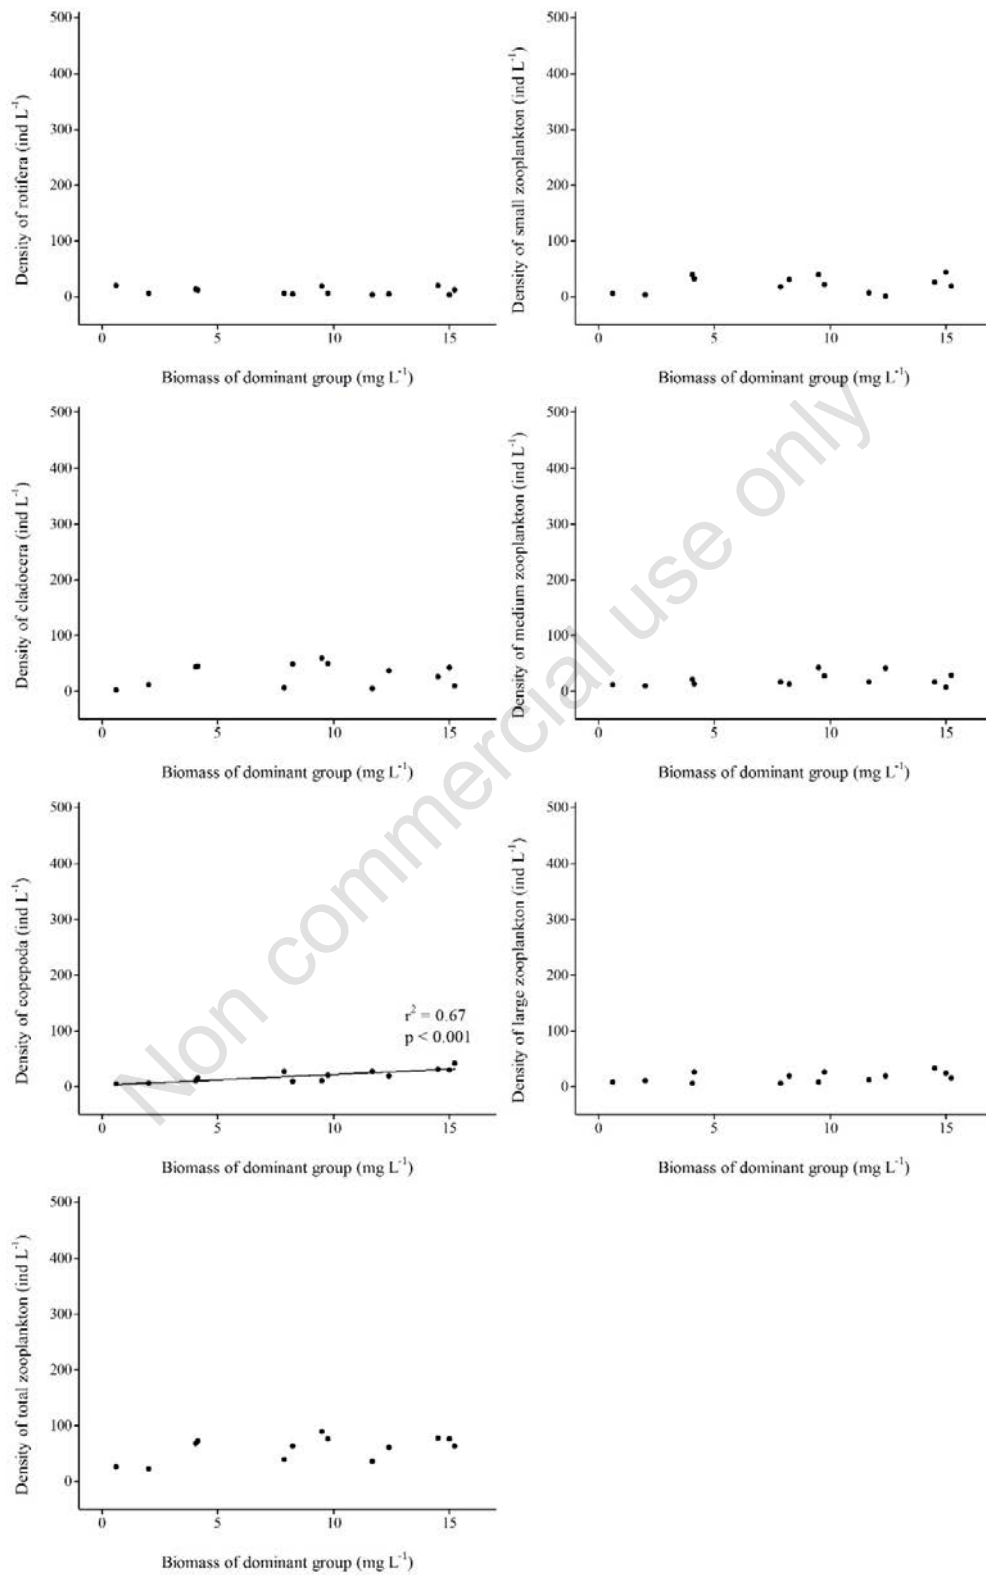 500
400
300
200
100
0
Density of rotifera (ind L⁻¹)
0 5 10 15
Biomass of dominant group (mg L⁻¹)
500
400
300
200
100
0
Density of small zooplankton (ind L⁻¹)
0 5 10 15
Biomass of dominant group (mg L⁻¹)
500
400
300
200
100
0
Density of cladocera (ind L⁻¹)
0 5 10 15
Biomass of dominant group (mg L⁻¹)
500
400
300
200
100
0
Density of medium zooplankton (ind L⁻¹)
0 5 10 15
Biomass of dominant group (mg L⁻¹)
500
400
300
200
100
0
Density of copepoda (ind L⁻¹)
r² = 0.67
p < 0.001
0 5 10 15
Biomass of dominant group (mg L⁻¹)
500
400
300
200
100
0
Density of large zooplankton (ind L⁻¹)
0 5 10 15
Biomass of dominant group (mg L⁻¹)
500
400
300
200
100
0
Density of total zooplankton (ind L⁻¹)
0 5 10 15
Biomass of dominant group (mg L⁻¹)
Non commercial use only